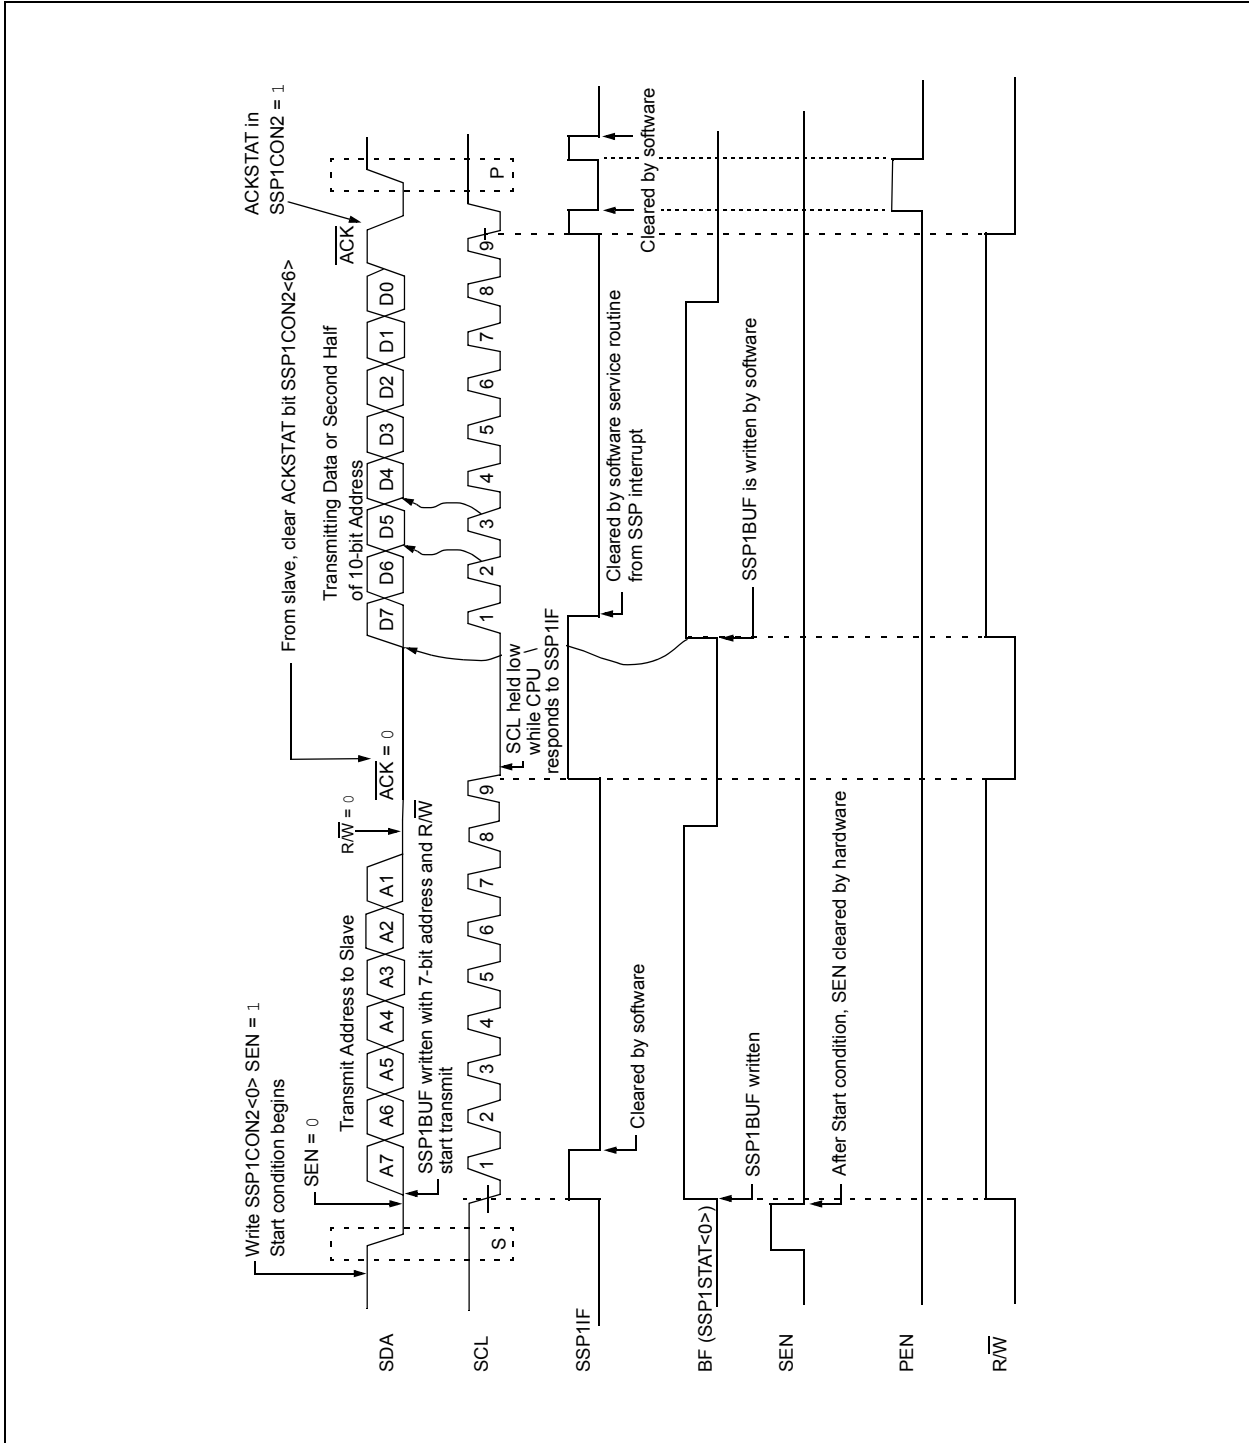 Write SSP1CON2<0> SEN = 1
Start condition begins
SEN = 0
Transmit Address to Slave
R/W = 0
From slave, clear ACKSTAT bit SSP1CON2<6>
ACK = 0
Transmitting Data or Second Half
of 10-bit Address
ACKSTAT in
SSP1CON2 = 1
ACK
SDA
A7 A6 A5 A4 A3 A2 A1
D7 D6 D5 D4 D3 D2 D1 D0
SSP1BUF written with 7-bit address and R/W
start transmit
SCL
S
1 2 3 4 5 6 7 8 9
1 2 3 4 5 6 7 8 9
P
SCL held low
while CPU
responds to SSP1IF
SSP1IF
Cleared by software
Cleared by software service routine
from SSP interrupt
Cleared by software
BF (SSP1STAT<0>)
SSP1BUF written
SSP1BUF is written by software
SEN
After Start condition, SEN cleared by hardware
PEN
R/W